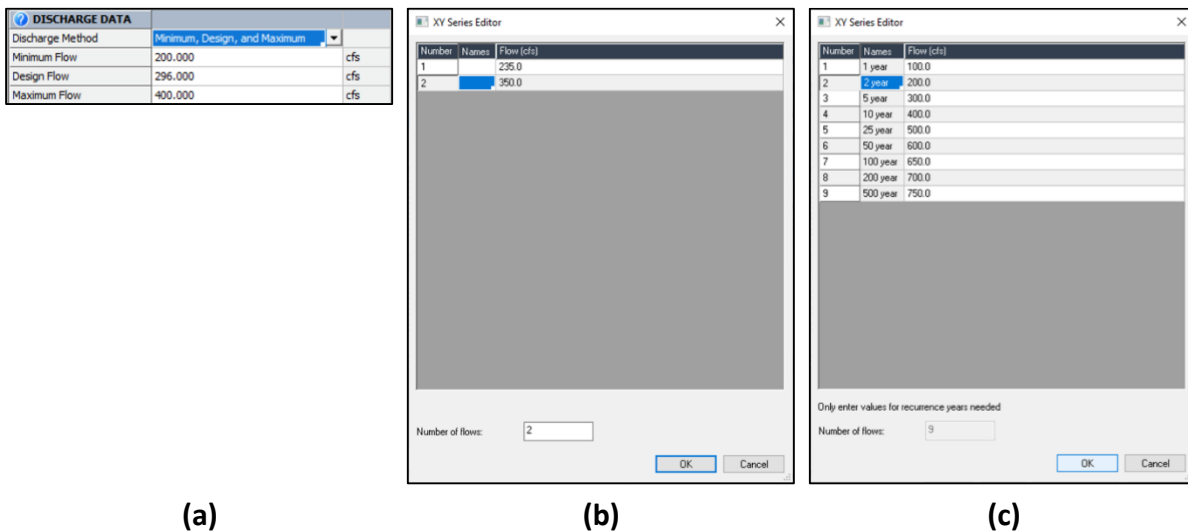 DISCHARGE DATA
Discharge Method Minimum, Design, and Maximum
Minimum Flow 200.000 cfs
Design Flow 296.000 cfs
Maximum Flow 400.000 cfs
(a)
XY Series Editor
Number Names Flow (cfs)
1 235.0
2 350.0
Number of flows: 2
OK Cancel
(b)
XY Series Editor
Number Names Flow (cfs)
1 1 year 100.0
2 2 year 200.0
3 5 year 300.0
4 10 year 400.0
5 25 year 500.0
6 50 year 600.0
7 100 year 650.0
8 200 year 700.0
9 500 year 750.0
Only enter values for recurrence years needed
Number of flows: 9
OK Cancel
(c)